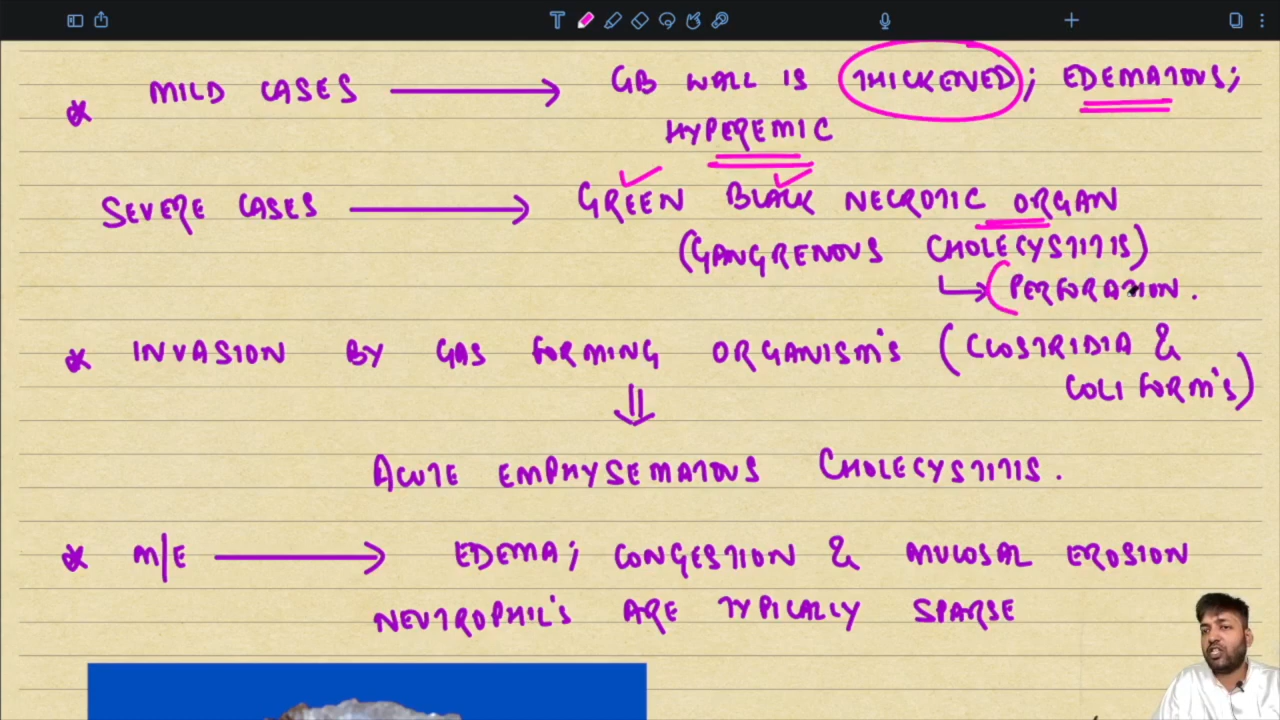 * MILD CASES → GB WALL IS THICKENED; EDEMATOUS;
HYPEREMIC
SEVERE CASES → GREEN BLACK NECROTIC ORGAN
(GANGRENOUS CHOLECYSTITIS)
↳ (PERFORATION.
* INVASION BY GAS FORMING ORGANISM'S (CLOSTRIDIA &
COLIFORM'S)
⇓
ACUTE EMPHYSEMATOUS CHOLECYSTITIS.
* M/E → EDEMA; CONGESTION & MUCOSAL EROSION
NEUTROPHIL'S ARE TYPICALLY SPARSE